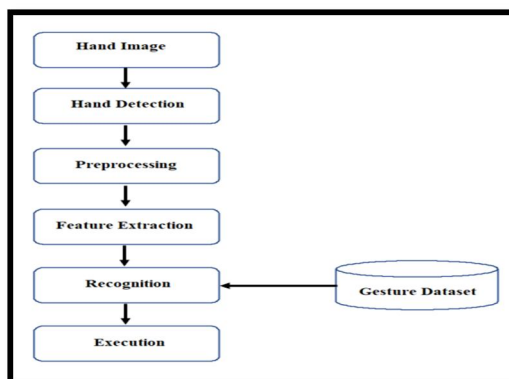 Hand Image
Hand Detection
Preprocessing
Feature Extraction
Recognition
Gesture Dataset
Execution